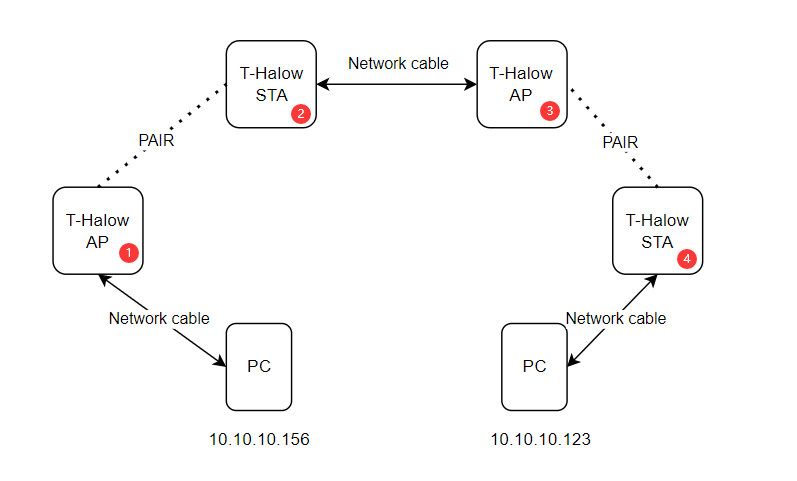 T-Halow
STA
2
Network cable
T-Halow
AP
3
PAIR
PAIR
T-Halow
AP
1
T-Halow
STA
4
Network cable
Network cable
PC
PC
10.10.10.156
10.10.10.123